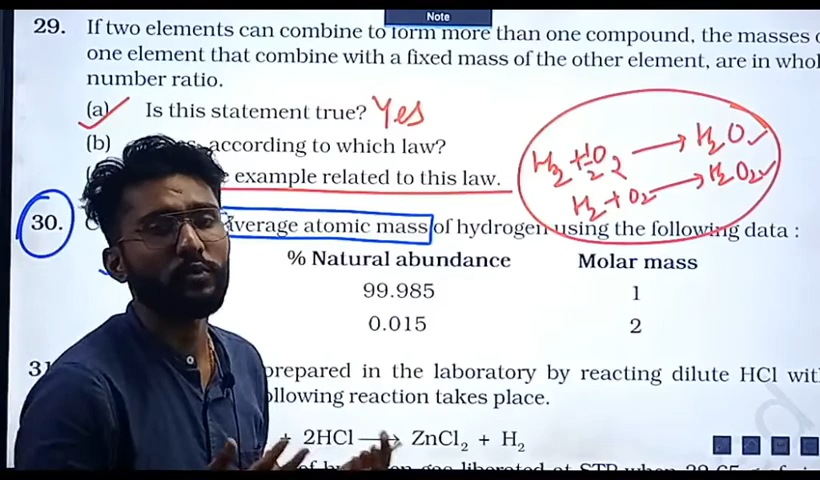 Note
29. If two elements can combine to form more than one compound, the masses
one element that combine with a fixed mass of the other element, are in
number ratio.
(a) Is this statement true? Yes
(b) according to which law?
example related to this law.
H2 + 1/2 O2 → H2O
H2 + O2 → H2O2
30. average atomic mass of hydrogen using the following data :
% Natural abundance Molar mass
99.985 1
0.015 2
prepared in the laboratory by reacting dilute HCl
following reaction takes place.
+ 2HCl → ZnCl2 + H2